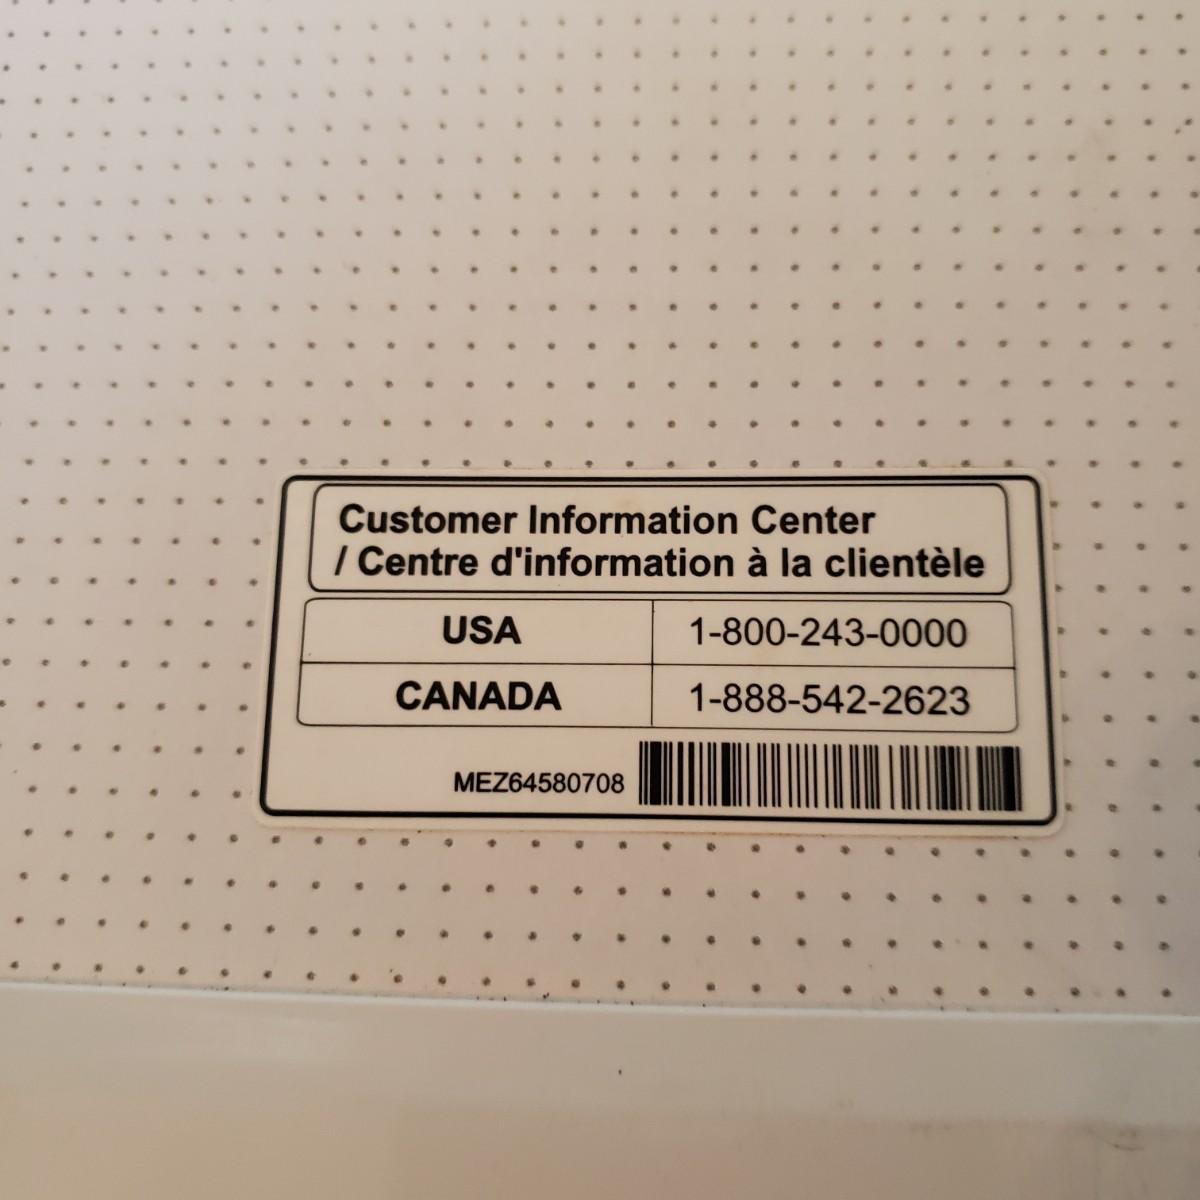 Customer Information Center
/ Centre d'information à la clientèle
USA 1-800-243-0000
CANADA 1-888-542-2623
MEZ64580708